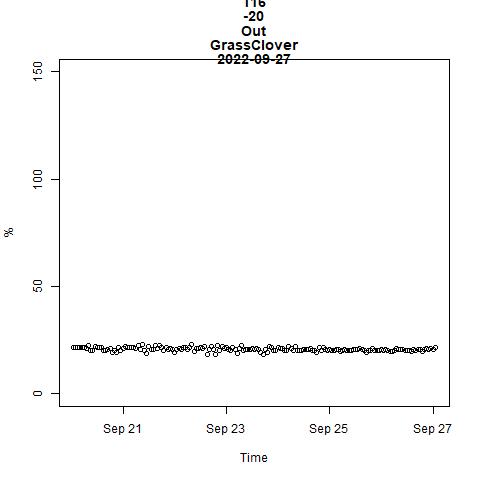 T16
-20
Out
GrassClover
2022-09-27
150
100
50
0
%
Sep 21
Sep 23
Sep 25
Sep 27
Time